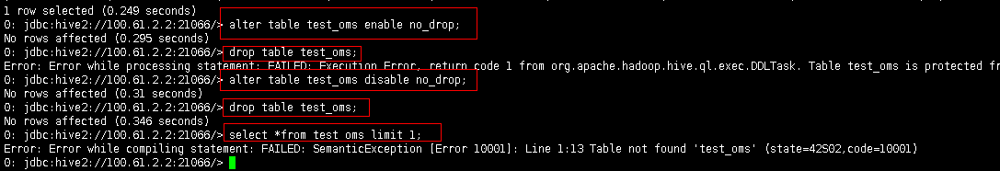 1 row selected (0.249 seconds)
0: jdbc:hive2://100.61.2.2:21066/> alter table test_oms enable no_drop;
No rows affected (0.295 seconds)
0: jdbc:hive2://100.61.2.2:21066/> drop table test_oms;
Error: Error while processing statement: FAILED: Execution Error, return code 1 from org.apache.hadoop.hive.ql.exec.DDLTask. Table test_oms is protected fr
0: jdbc:hive2://100.61.2.2:21066/> alter table test_oms disable no_drop;
No rows affected (0.31 seconds)
0: jdbc:hive2://100.61.2.2:21066/> drop table test_oms;
No rows affected (0.346 seconds)
0: jdbc:hive2://100.61.2.2:21066/> select *from test_oms limit 1;
Error: Error while compiling statement: FAILED: SemanticException [Error 10001]: Line 1:13 Table not found 'test_oms' (state=42S02,code=10001)
0: jdbc:hive2://100.61.2.2:21066/>